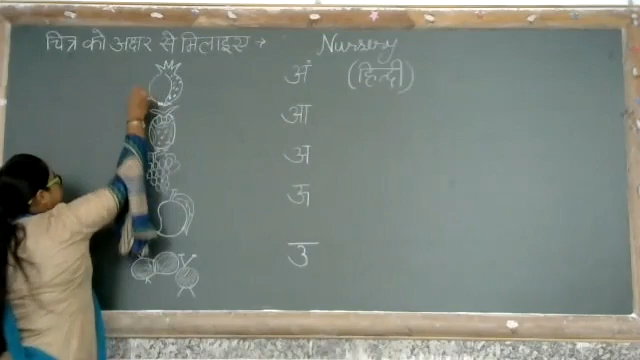 चित्र को अक्षर से मिलाइए →
Nursery
(हिन्दी)
अं
आ
अ
ऊ
उ